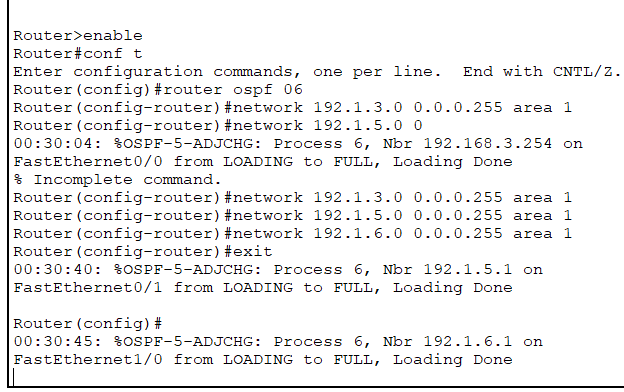 Router>enable
Router#conf t
Enter configuration commands, one per line.  End with CNTL/Z.
Router(config)#router ospf 06
Router(config-router)#network 192.1.3.0 0.0.0.255 area 1
Router(config-router)#network 192.1.5.0 0
00:30:04: %OSPF-5-ADJCHG: Process 6, Nbr 192.168.3.254 on
FastEthernet0/0 from LOADING to FULL, Loading Done
% Incomplete command.
Router(config-router)#network 192.1.3.0 0.0.0.255 area 1
Router(config-router)#network 192.1.5.0 0.0.0.255 area 1
Router(config-router)#network 192.1.6.0 0.0.0.255 area 1
Router(config-router)#exit
00:30:40: %OSPF-5-ADJCHG: Process 6, Nbr 192.1.5.1 on
FastEthernet0/1 from LOADING to FULL, Loading Done
Router(config)#
00:30:45: %OSPF-5-ADJCHG: Process 6, Nbr 192.1.6.1 on
FastEthernet1/0 from LOADING to FULL, Loading Done